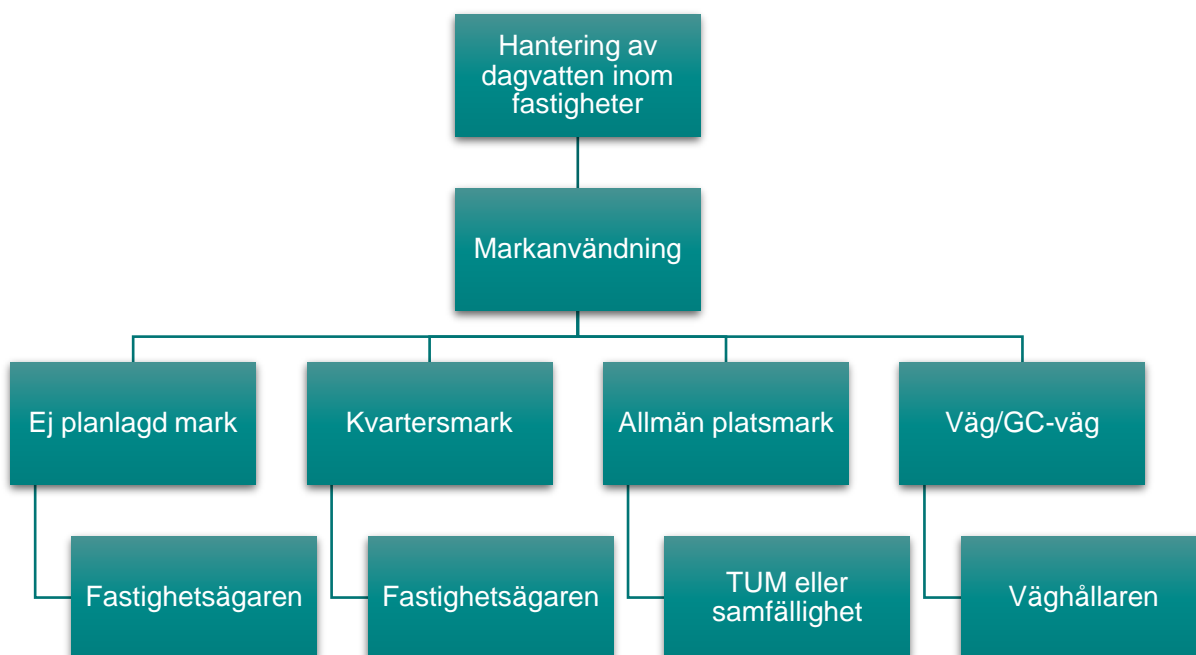 Hantering av
dagvatten inom
fastigheter
Markanvändning
Ej planlagd mark
Kvartersmark
Allmän platsmark
Väg/GC-väg
Fastighetsägaren
Fastighetsägaren
TUM eller
samfällighet
Väghållaren